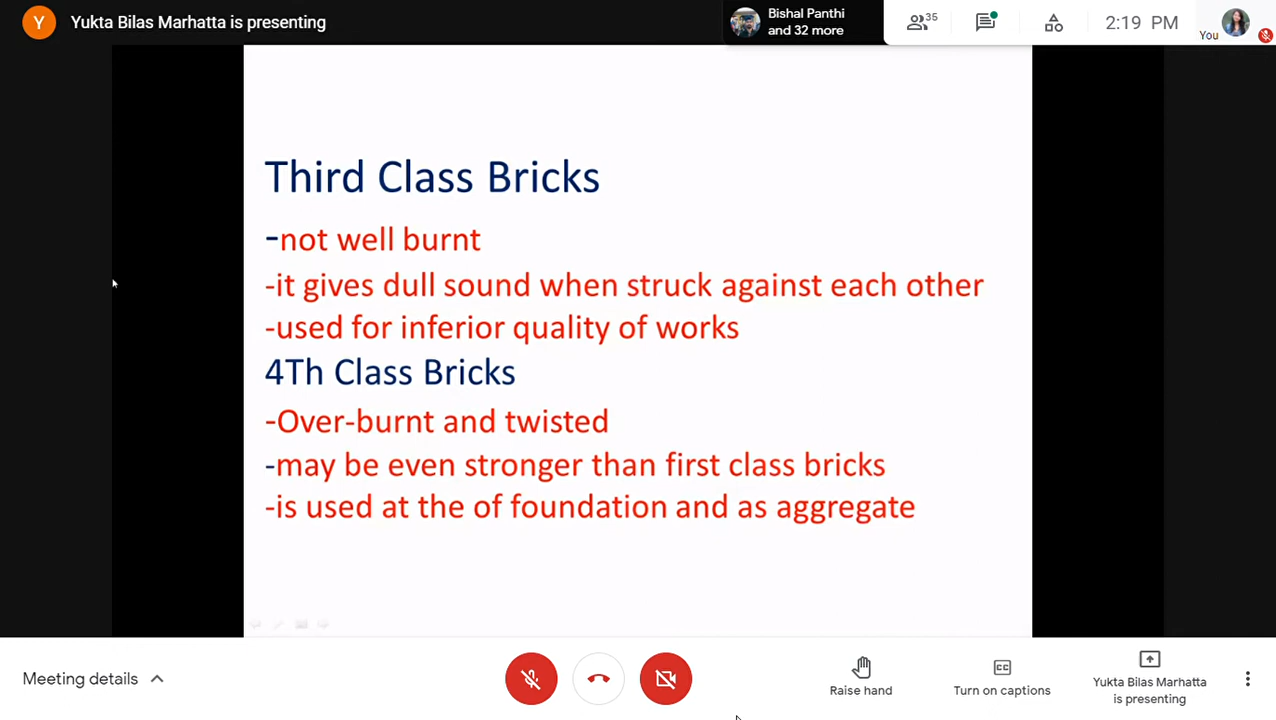 Y Yukta Bilas Marhatta is presenting
Bishal Panthi
and 32 more
35
2:19 PM
You
Third Class Bricks
-not well burnt
-it gives dull sound when struck against each other
-used for inferior quality of works
4Th Class Bricks
-Over-burnt and twisted
-may be even stronger than first class bricks
-is used at the of foundation and as aggregate
Meeting details
Raise hand
CC
Turn on captions
Yukta Bilas Marhatta
is presenting